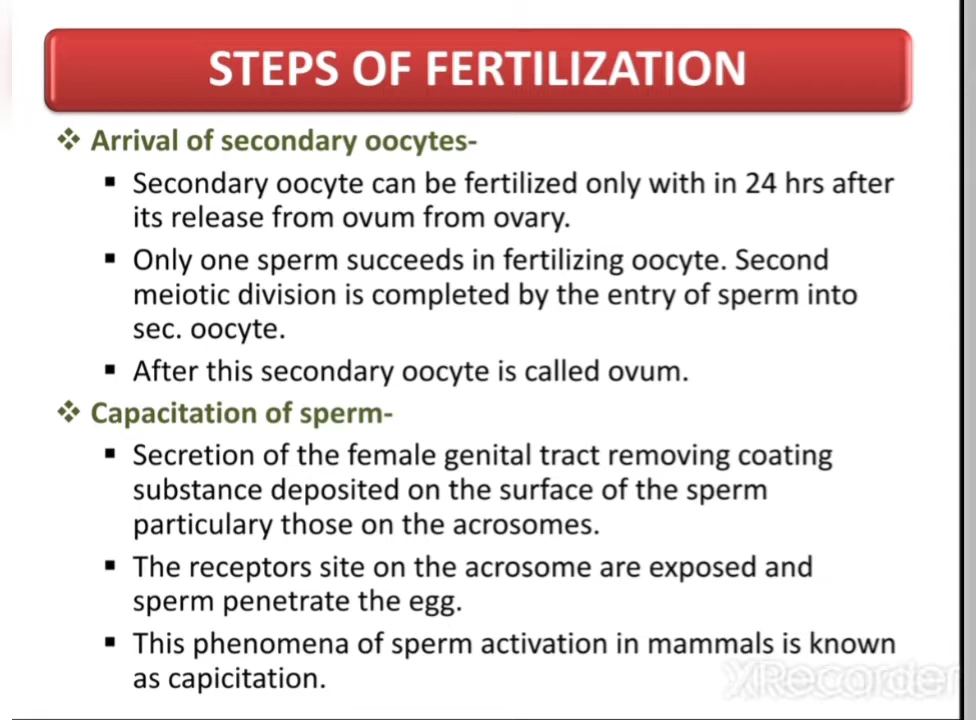 STEPS OF FERTILIZATION
Arrival of secondary oocytes-
Secondary oocyte can be fertilized only with in 24 hrs after
its release from ovum from ovary.
Only one sperm succeeds in fertilizing oocyte. Second
meiotic division is completed by the entry of sperm into
sec. oocyte.
After this secondary oocyte is called ovum.
Capacitation of sperm-
Secretion of the female genital tract removing coating
substance deposited on the surface of the sperm
particulary those on the acrosomes.
The receptors site on the acrosome are exposed and
sperm penetrate the egg.
This phenomena of sperm activation in mammals is known
as capicitation.
XRecorder